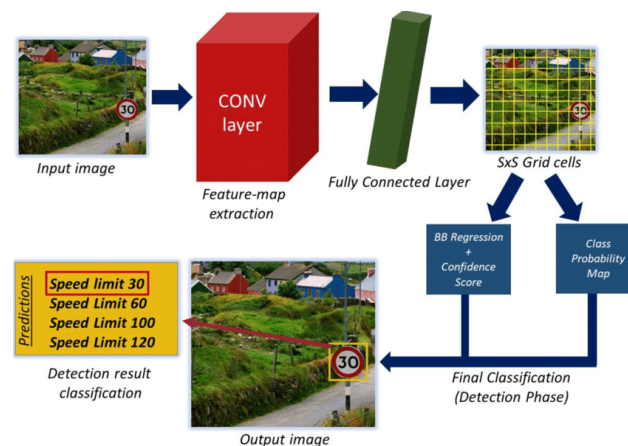 30
CONV
layer
30
Input image
Feature-map
extraction
Fully Connected Layer
SxS Grid cells
BB Regression
+
Confidence
Score
Class
Probability
Map
Predictions
Speed limit 30
Speed Limit 60
Speed Limit 100
Speed Limit 120
30
Detection result
classification
Output image
Final Classification
(Detection Phase)